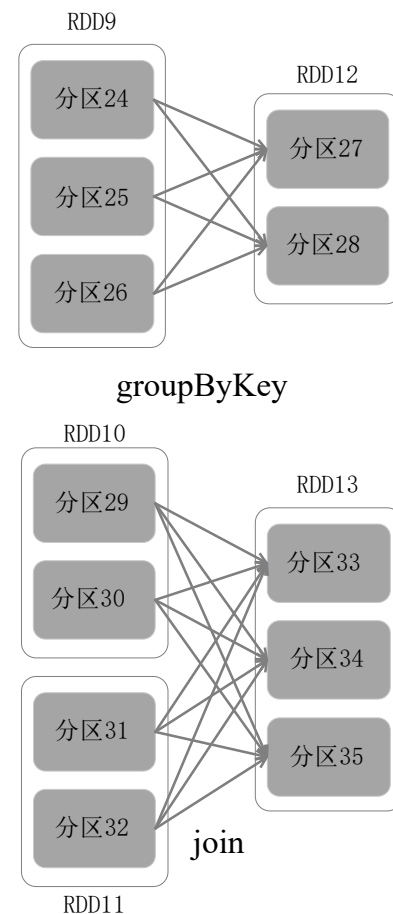 RDD9
分区24
分区25
分区26
RDD12
分区27
分区28
groupByKey
RDD10
分区29
分区30
分区31
分区32
RDD11
RDD13
分区33
分区34
分区35
join